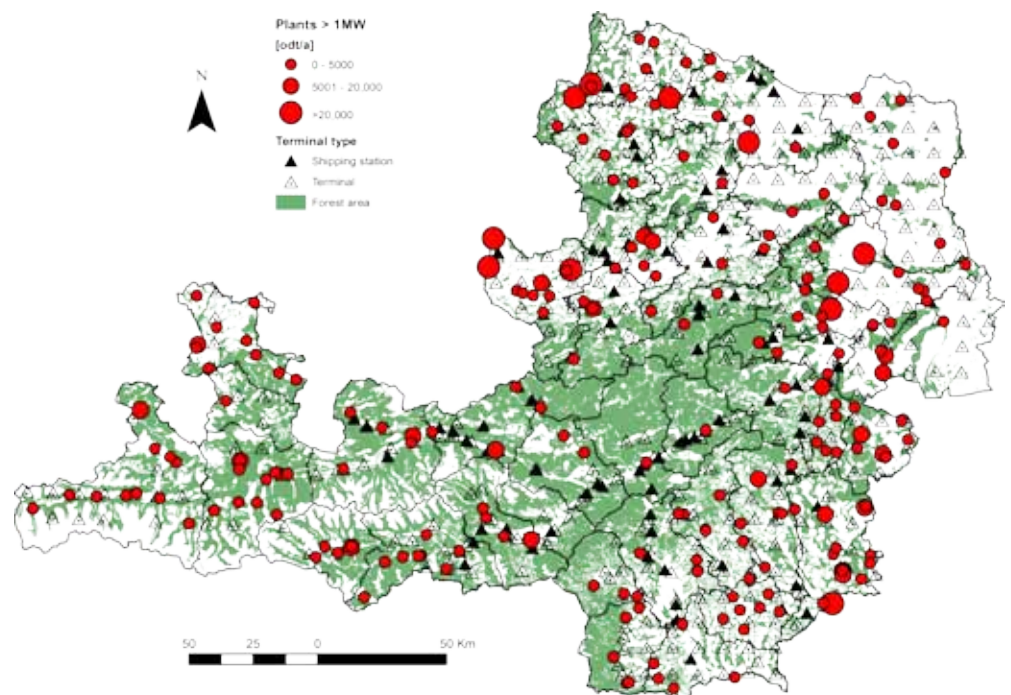 Plants > 1MW
[odt/a]
0 - 5000
5001 - 20,000
>20,000
Terminal type
Shipping station
Terminal
Forest area
N
50 25 0 50 Km